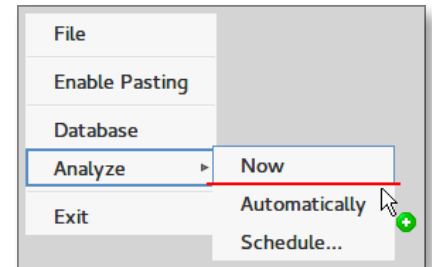 File
Enable Pasting
Database
Analyze
Now
Automatically
Schedule...
Exit